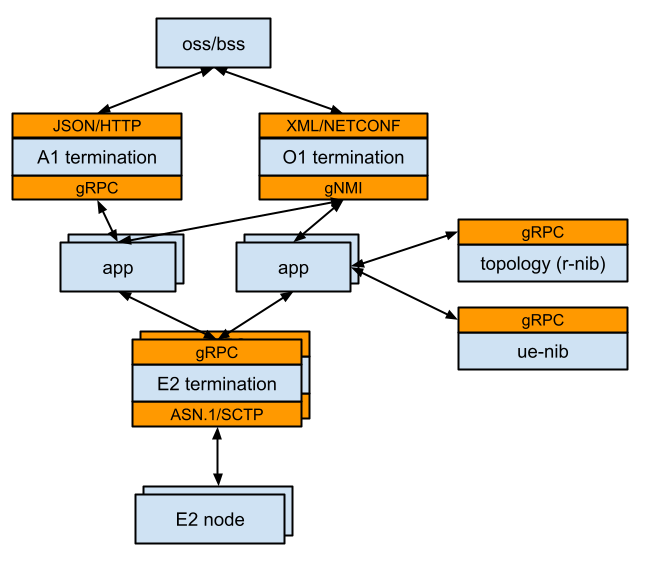 oss/bss
JSON/HTTP
A1 termination
gRPC
XML/NETCONF
O1 termination
gNMI
app
app
gRPC
topology (r-nib)
gRPC
ue-nib
gRPC
E2 termination
ASN.1/SCTP
E2 node